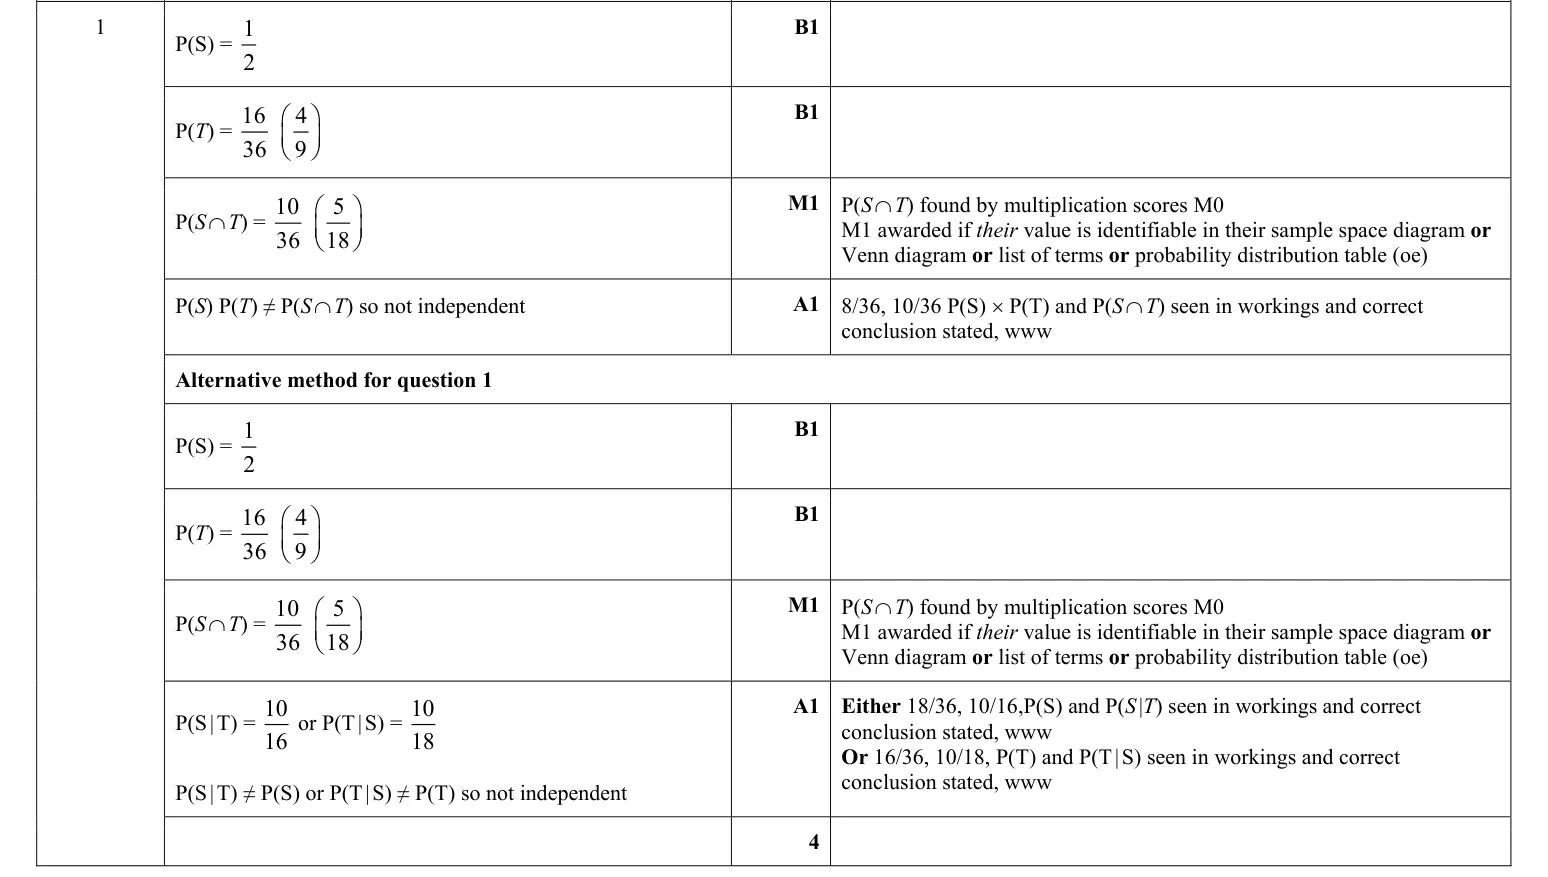 1
P(S) = 1/2
B1
P(T) = 16/36 (4/9)
B1
P(S∩T) = 10/36 (5/18)
M1
P(S∩T) found by multiplication scores M0
M1 awarded if their value is identifiable in their sample space diagram or
Venn diagram or list of terms or probability distribution table (oe)
P(S) P(T) ≠ P(S∩T) so not independent
A1
8/36, 10/36 P(S) × P(T) and P(S∩T) seen in workings and correct
conclusion stated, www
Alternative method for question 1
P(S) = 1/2
B1
P(T) = 16/36 (4/9)
B1
P(S∩T) = 10/36 (5/18)
M1
P(S∩T) found by multiplication scores M0
M1 awarded if their value is identifiable in their sample space diagram or
Venn diagram or list of terms or probability distribution table (oe)
P(S|T) = 10/16 or P(T|S) = 10/18
P(S|T) ≠ P(S) or P(T|S) ≠ P(T) so not independent
A1
Either 18/36, 10/16,P(S) and P(S|T) seen in workings and correct
conclusion stated, www
Or 16/36, 10/18, P(T) and P(T|S) seen in workings and correct
conclusion stated, www
4